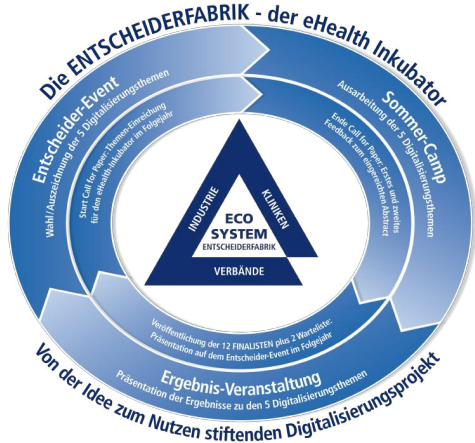 Die ENTSCHEIDERFABRIK - der eHealth Inkubator
Entscheider-Event
Wahl/Auszeichnung der 5 Digitalisierungsthemen
Start Call for Paper: Themen-Einreichung
für den eHealth-Inkubator im Folgejahr
Sommer-Camp
Ausarbeitung der 5 Digitalisierungsthemen
Ende Call for Paper: Erstes und zweites
Feedback zum eingereichten Abstract
INDUSTRIE
KLINIKEN
ECO
SYSTEM
ENTSCHEIDERFABRIK
VERBÄNDE
Veröffentlichung der 12 FINALISTEN plus 2 Warteliste:
Präsentation auf dem Entscheider-Event im Folgejahr
Ergebnis-Veranstaltung
Präsentation der Ergebnisse zu den 5 Digitalisierungsthemen
Von der Idee zum Nutzen stiftenden Digitalisierungsprojekt